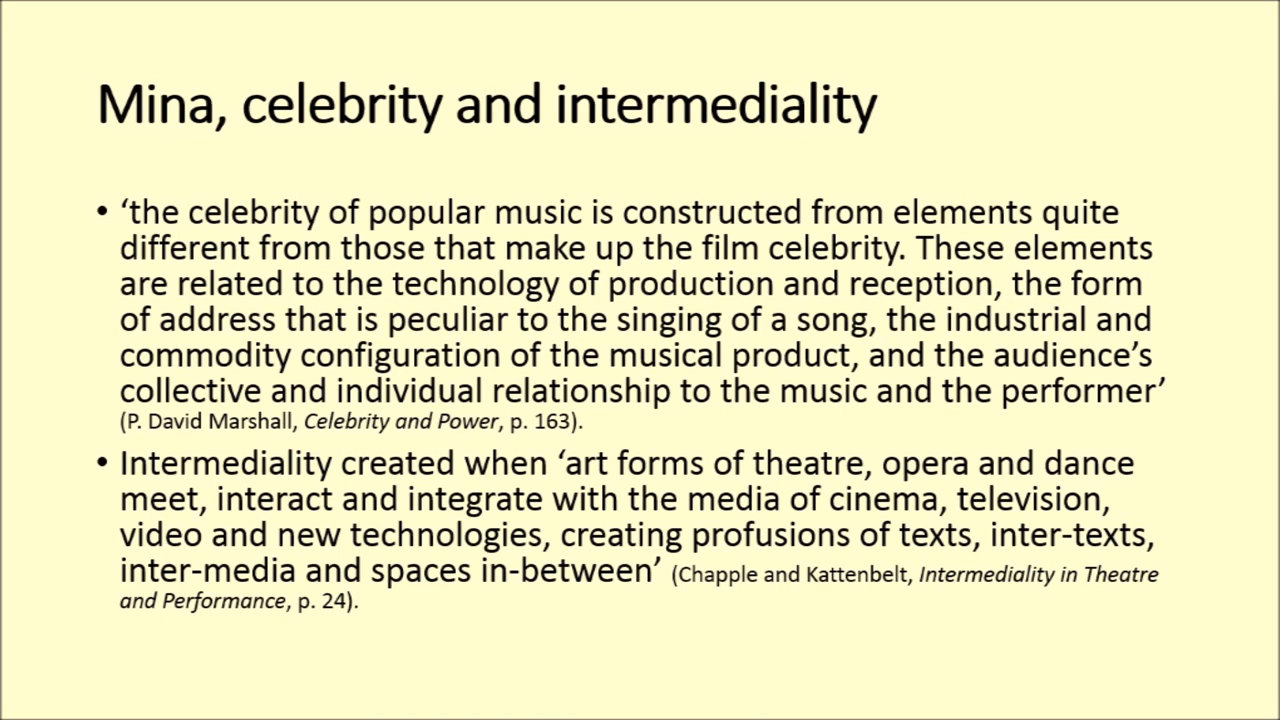 Mina, celebrity and intermediality
• ‘the celebrity of popular music is constructed from elements quite
different from those that make up the film celebrity. These elements
are related to the technology of production and reception, the form
of address that is peculiar to the singing of a song, the industrial and
commodity configuration of the musical product, and the audience’s
collective and individual relationship to the music and the performer’
(P. David Marshall, Celebrity and Power, p. 163).
• Intermediality created when ‘art forms of theatre, opera and dance
meet, interact and integrate with the media of cinema, television,
video and new technologies, creating profusions of texts, inter-texts,
inter-media and spaces in-between’ (Chapple and Kattenbelt, Intermediality in Theatre
and Performance, p. 24).